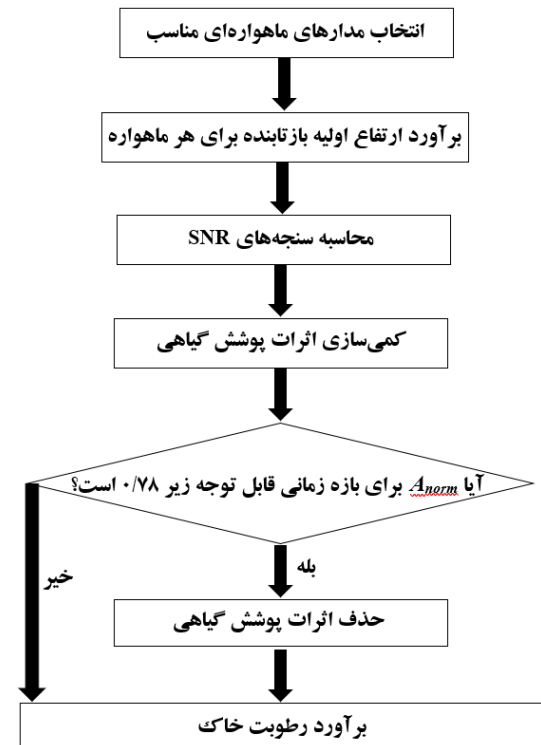 انتخاب مدارهای ماهواره‌ای مناسب
برآورد ارتفاع اولیه بازتابنده برای هر ماهواره
محاسبه سنجه‌های SNR
کمی‌سازی اثرات پوشش گیاهی
آیا Anorm برای بازه زمانی قابل توجه زیر ۰/۷۸ است؟
بله
خیر
حذف اثرات پوشش گیاهی
برآورد رطوبت خاک